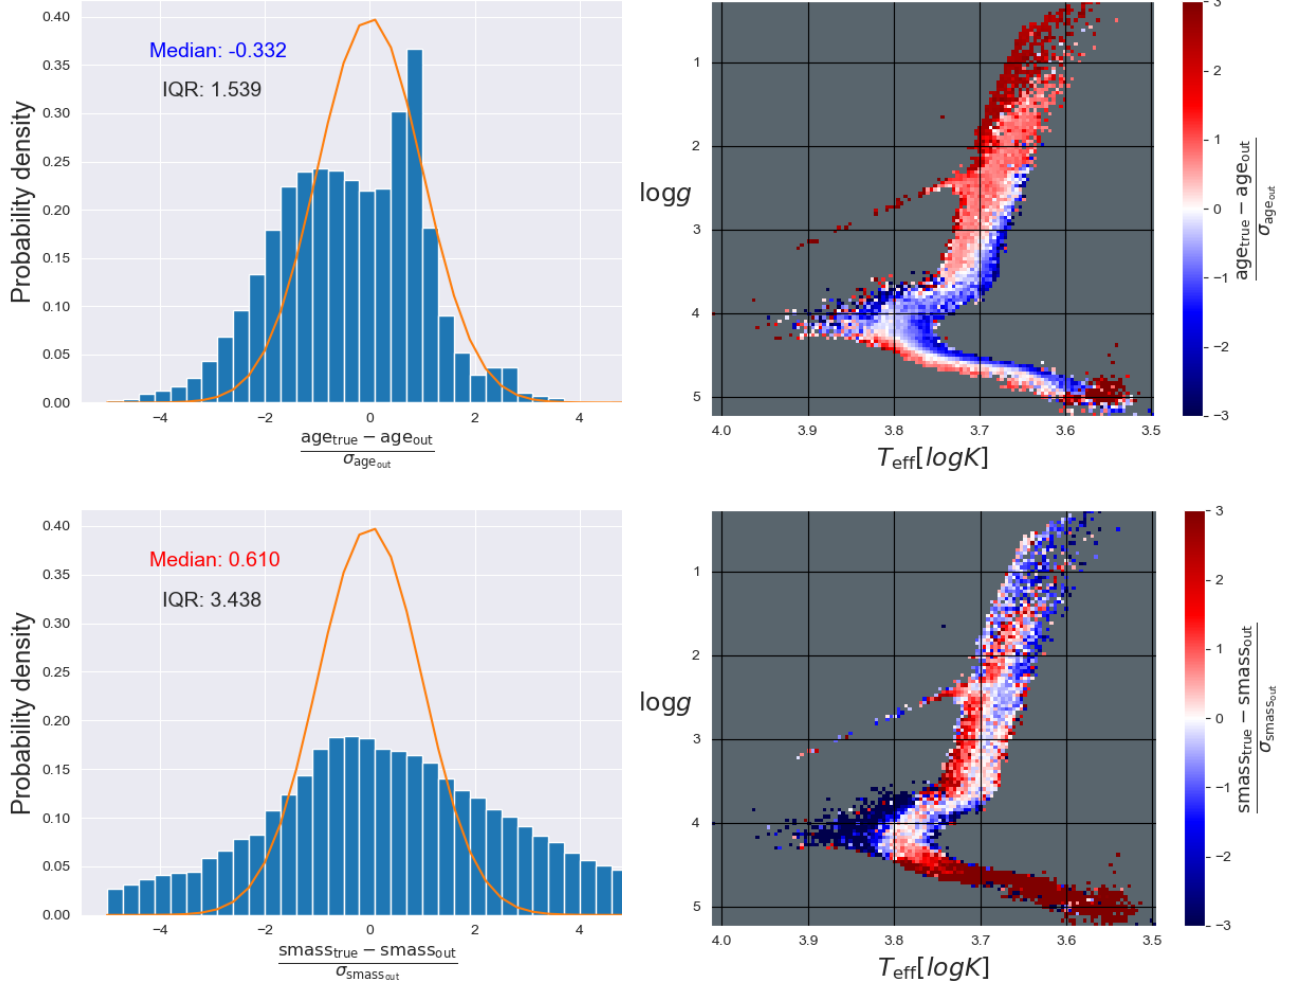 0.40
0.35
0.30
0.25
0.20
0.15
0.10
0.05
0.00
Probability density
Median: -0.332
IQR: 1.539
−4 −2 0 2 4
age_true − age_out
σ_age_out
logg
1
2
3
4
5
4.0 3.9 3.8 3.7 3.6 3.5
T_eff[logK]
3
2
1
0
−1
−2
−3
age_true − age_out
σ_age_out
0.40
0.35
0.30
0.25
0.20
0.15
0.10
0.05
0.00
Probability density
Median: 0.610
IQR: 3.438
−4 −2 0 2 4
smass_true − smass_out
σ_smass_out
logg
1
2
3
4
5
4.0 3.9 3.8 3.7 3.6 3.5
T_eff[logK]
3
2
1
0
−1
−2
−3
smass_true − smass_out
σ_smass_out